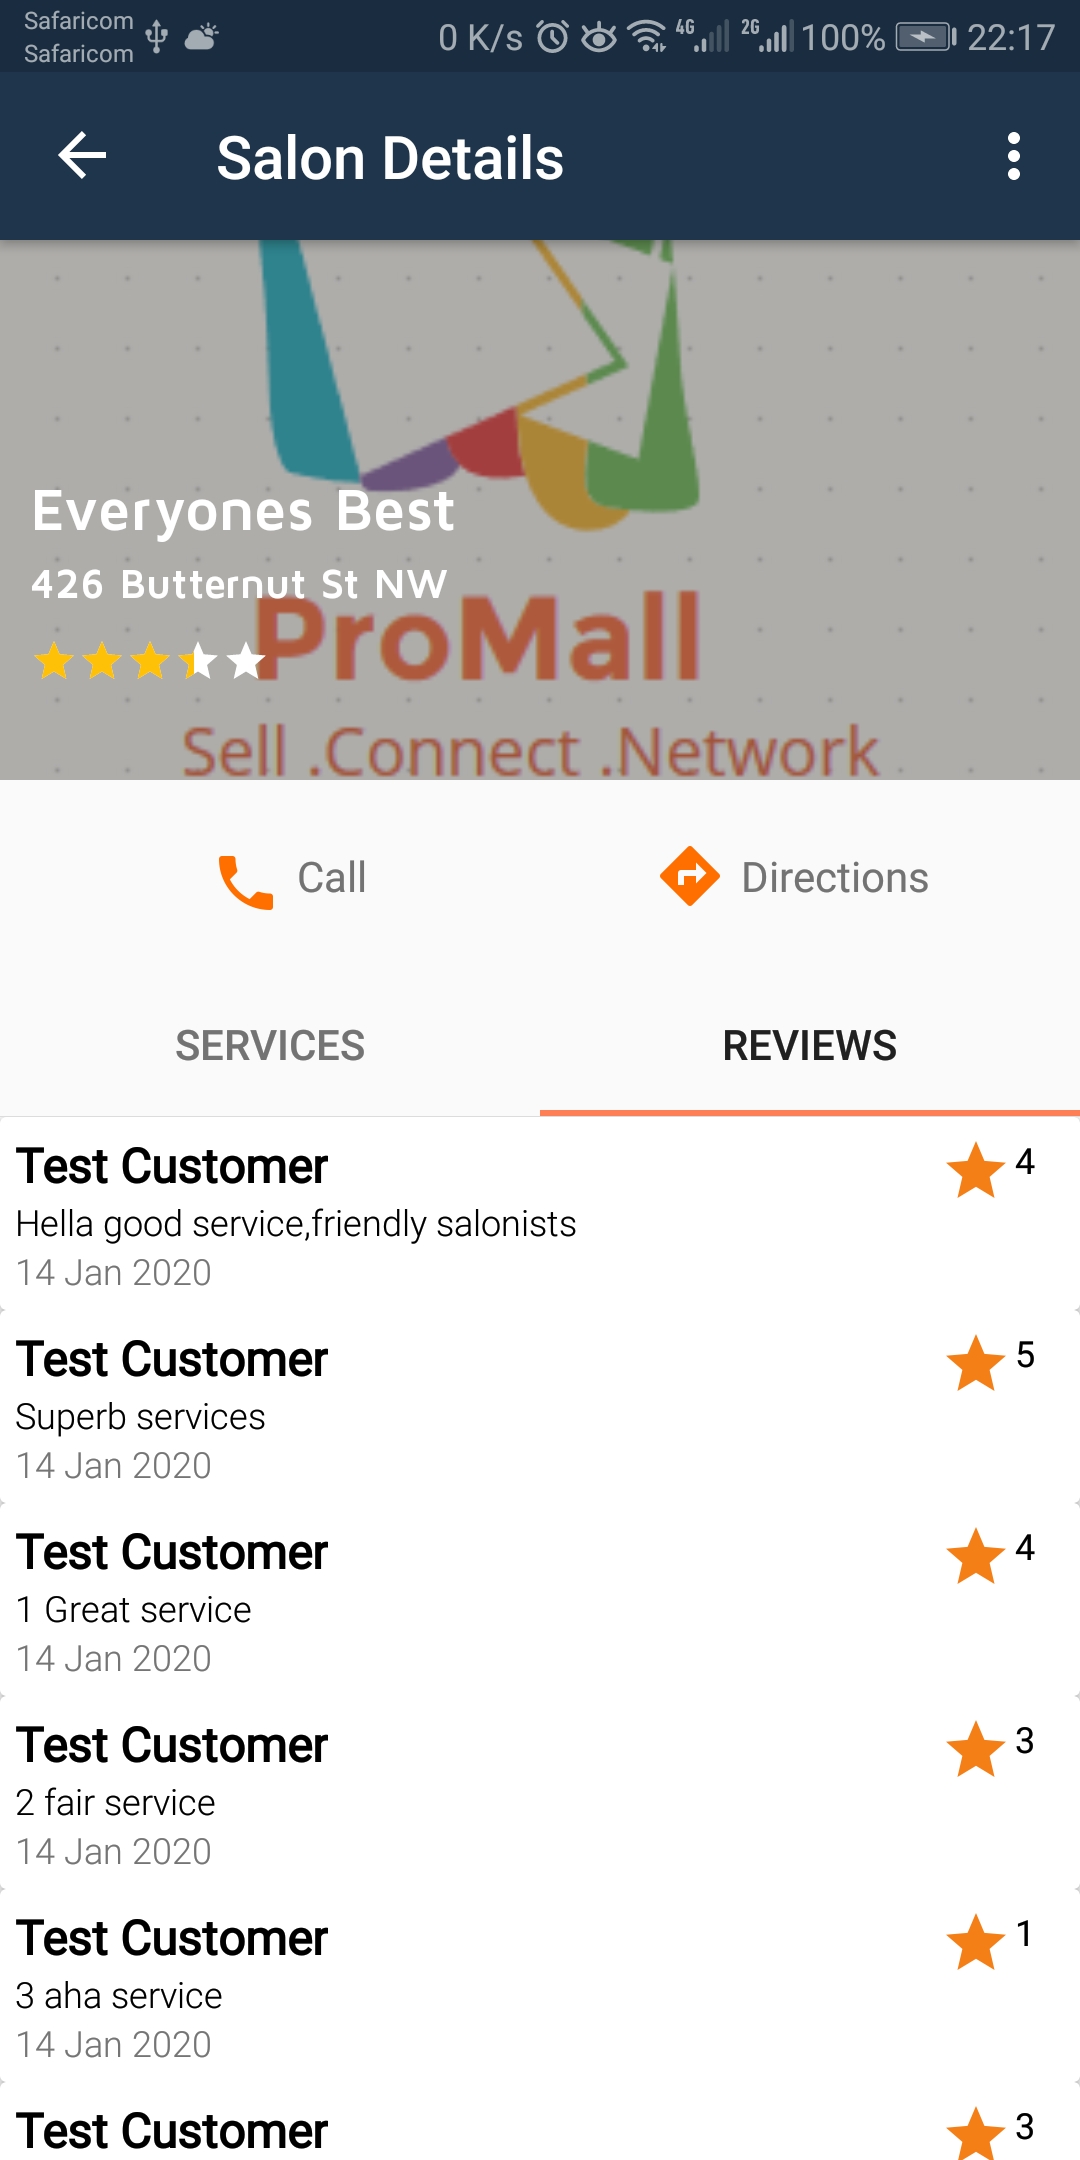 Safaricom
Safaricom
0 K/s 4G 2G 100% 22:17
Salon Details
Everyones Best
426 Butternut St NW
ProMall
Sell .Connect .Network
Call
Directions
SERVICES
REVIEWS
Test Customer 4
Hella good service,friendly salonists
14 Jan 2020
Test Customer 5
Superb services
14 Jan 2020
Test Customer 4
1 Great service
14 Jan 2020
Test Customer 3
2 fair service
14 Jan 2020
Test Customer 1
3 aha service
14 Jan 2020
Test Customer 3